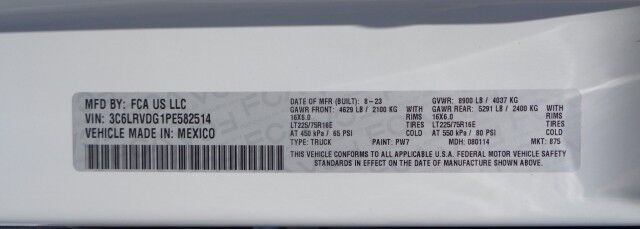 MFD BY: FCA US LLC
VIN: 3C6LRVDG1PE582514
VEHICLE MADE IN: MEXICO
DATE OF MFR (BUILT): 8-23 GVWR: 8900 LB / 4037 KG
GAWR FRONT: 4629 LB / 2100 KG WITH GAWR REAR: 5291 LB / 2400 KG WITH
16X6.0 RIMS 16X6.0 RIMS
LT225/75R16E TIRES LT225/75R16E TIRES
AT 450 kPa / 65 PSI COLD AT 550 kPa / 80 PSI COLD
TYPE: TRUCK PAINT: PW7 MDH: 080114 MKT: 875
THIS VEHICLE CONFORMS TO ALL APPLICABLE U.S.A. FEDERAL MOTOR VEHICLE SAFETY
STANDARDS IN EFFECT ON THE DATE OF MANUFACTURE SHOWN ABOVE.